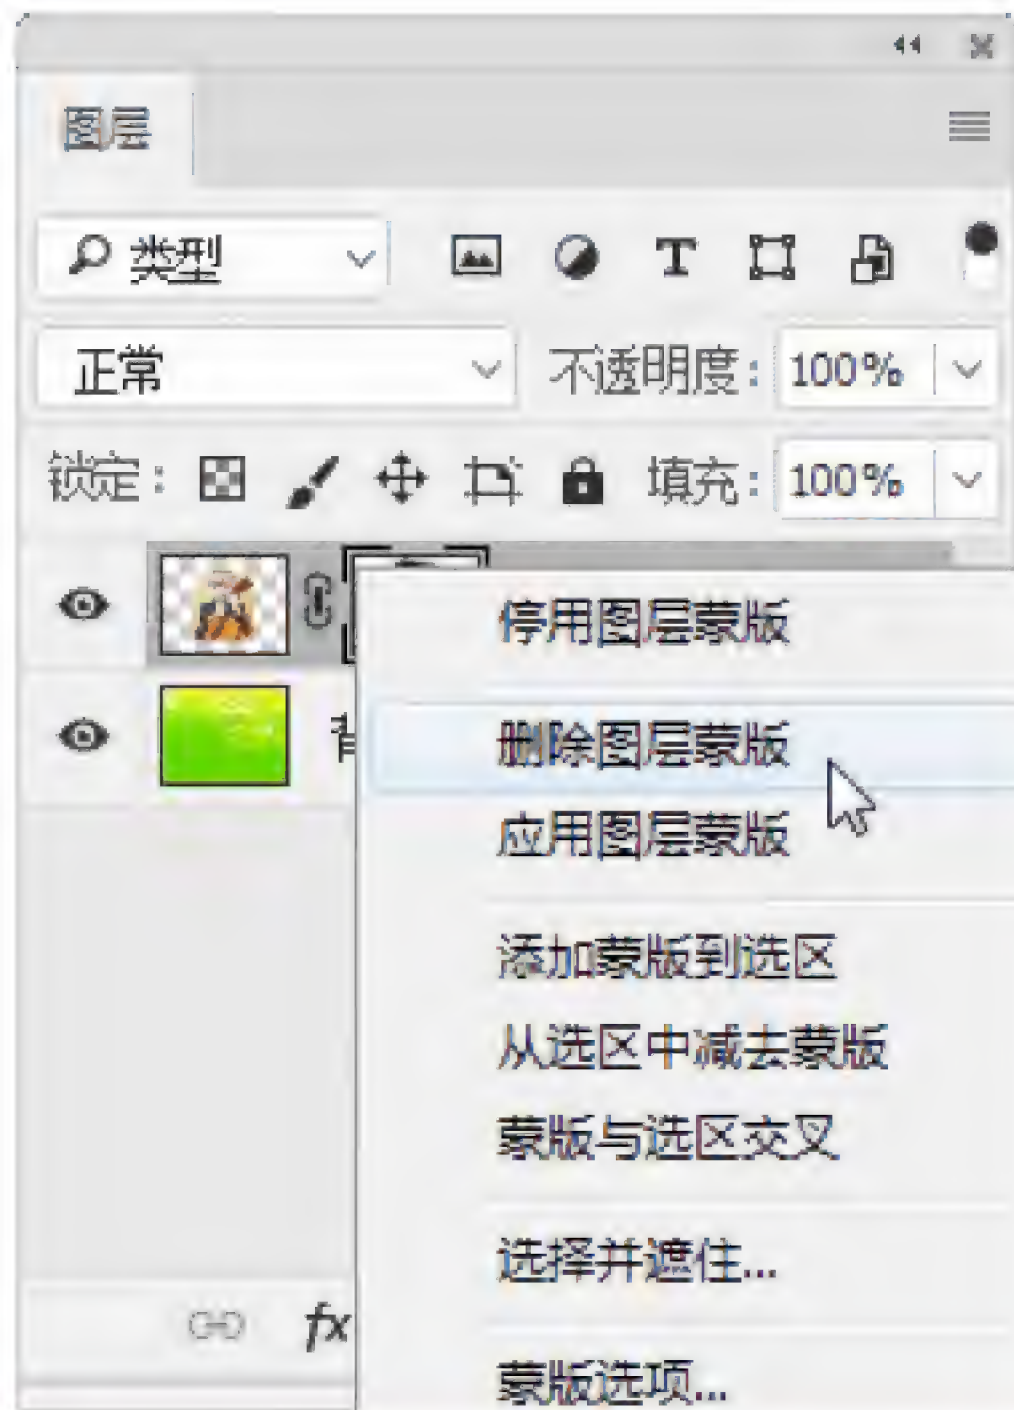 图层
类型
正常 不透明度: 100%
锁定: 填充: 100%
停用图层蒙版
删除图层蒙版
应用图层蒙版
添加蒙版到选区
从选区中减去蒙版
蒙版与选区交叉
选择并遮住...
fx
蒙版选项...